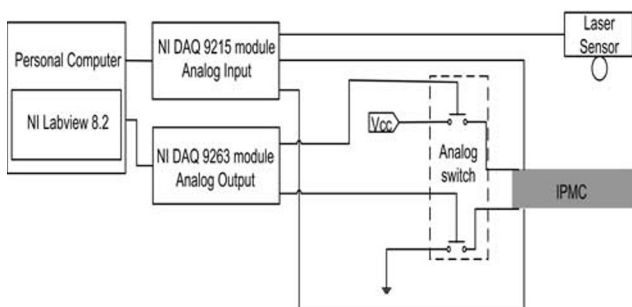 Personal Computer
NI Labview 8.2
NI DAQ 9215 module
Analog Input
NI DAQ 9263 module
Analog Output
Vcc
Analog
switch
Laser
Sensor
IPMC